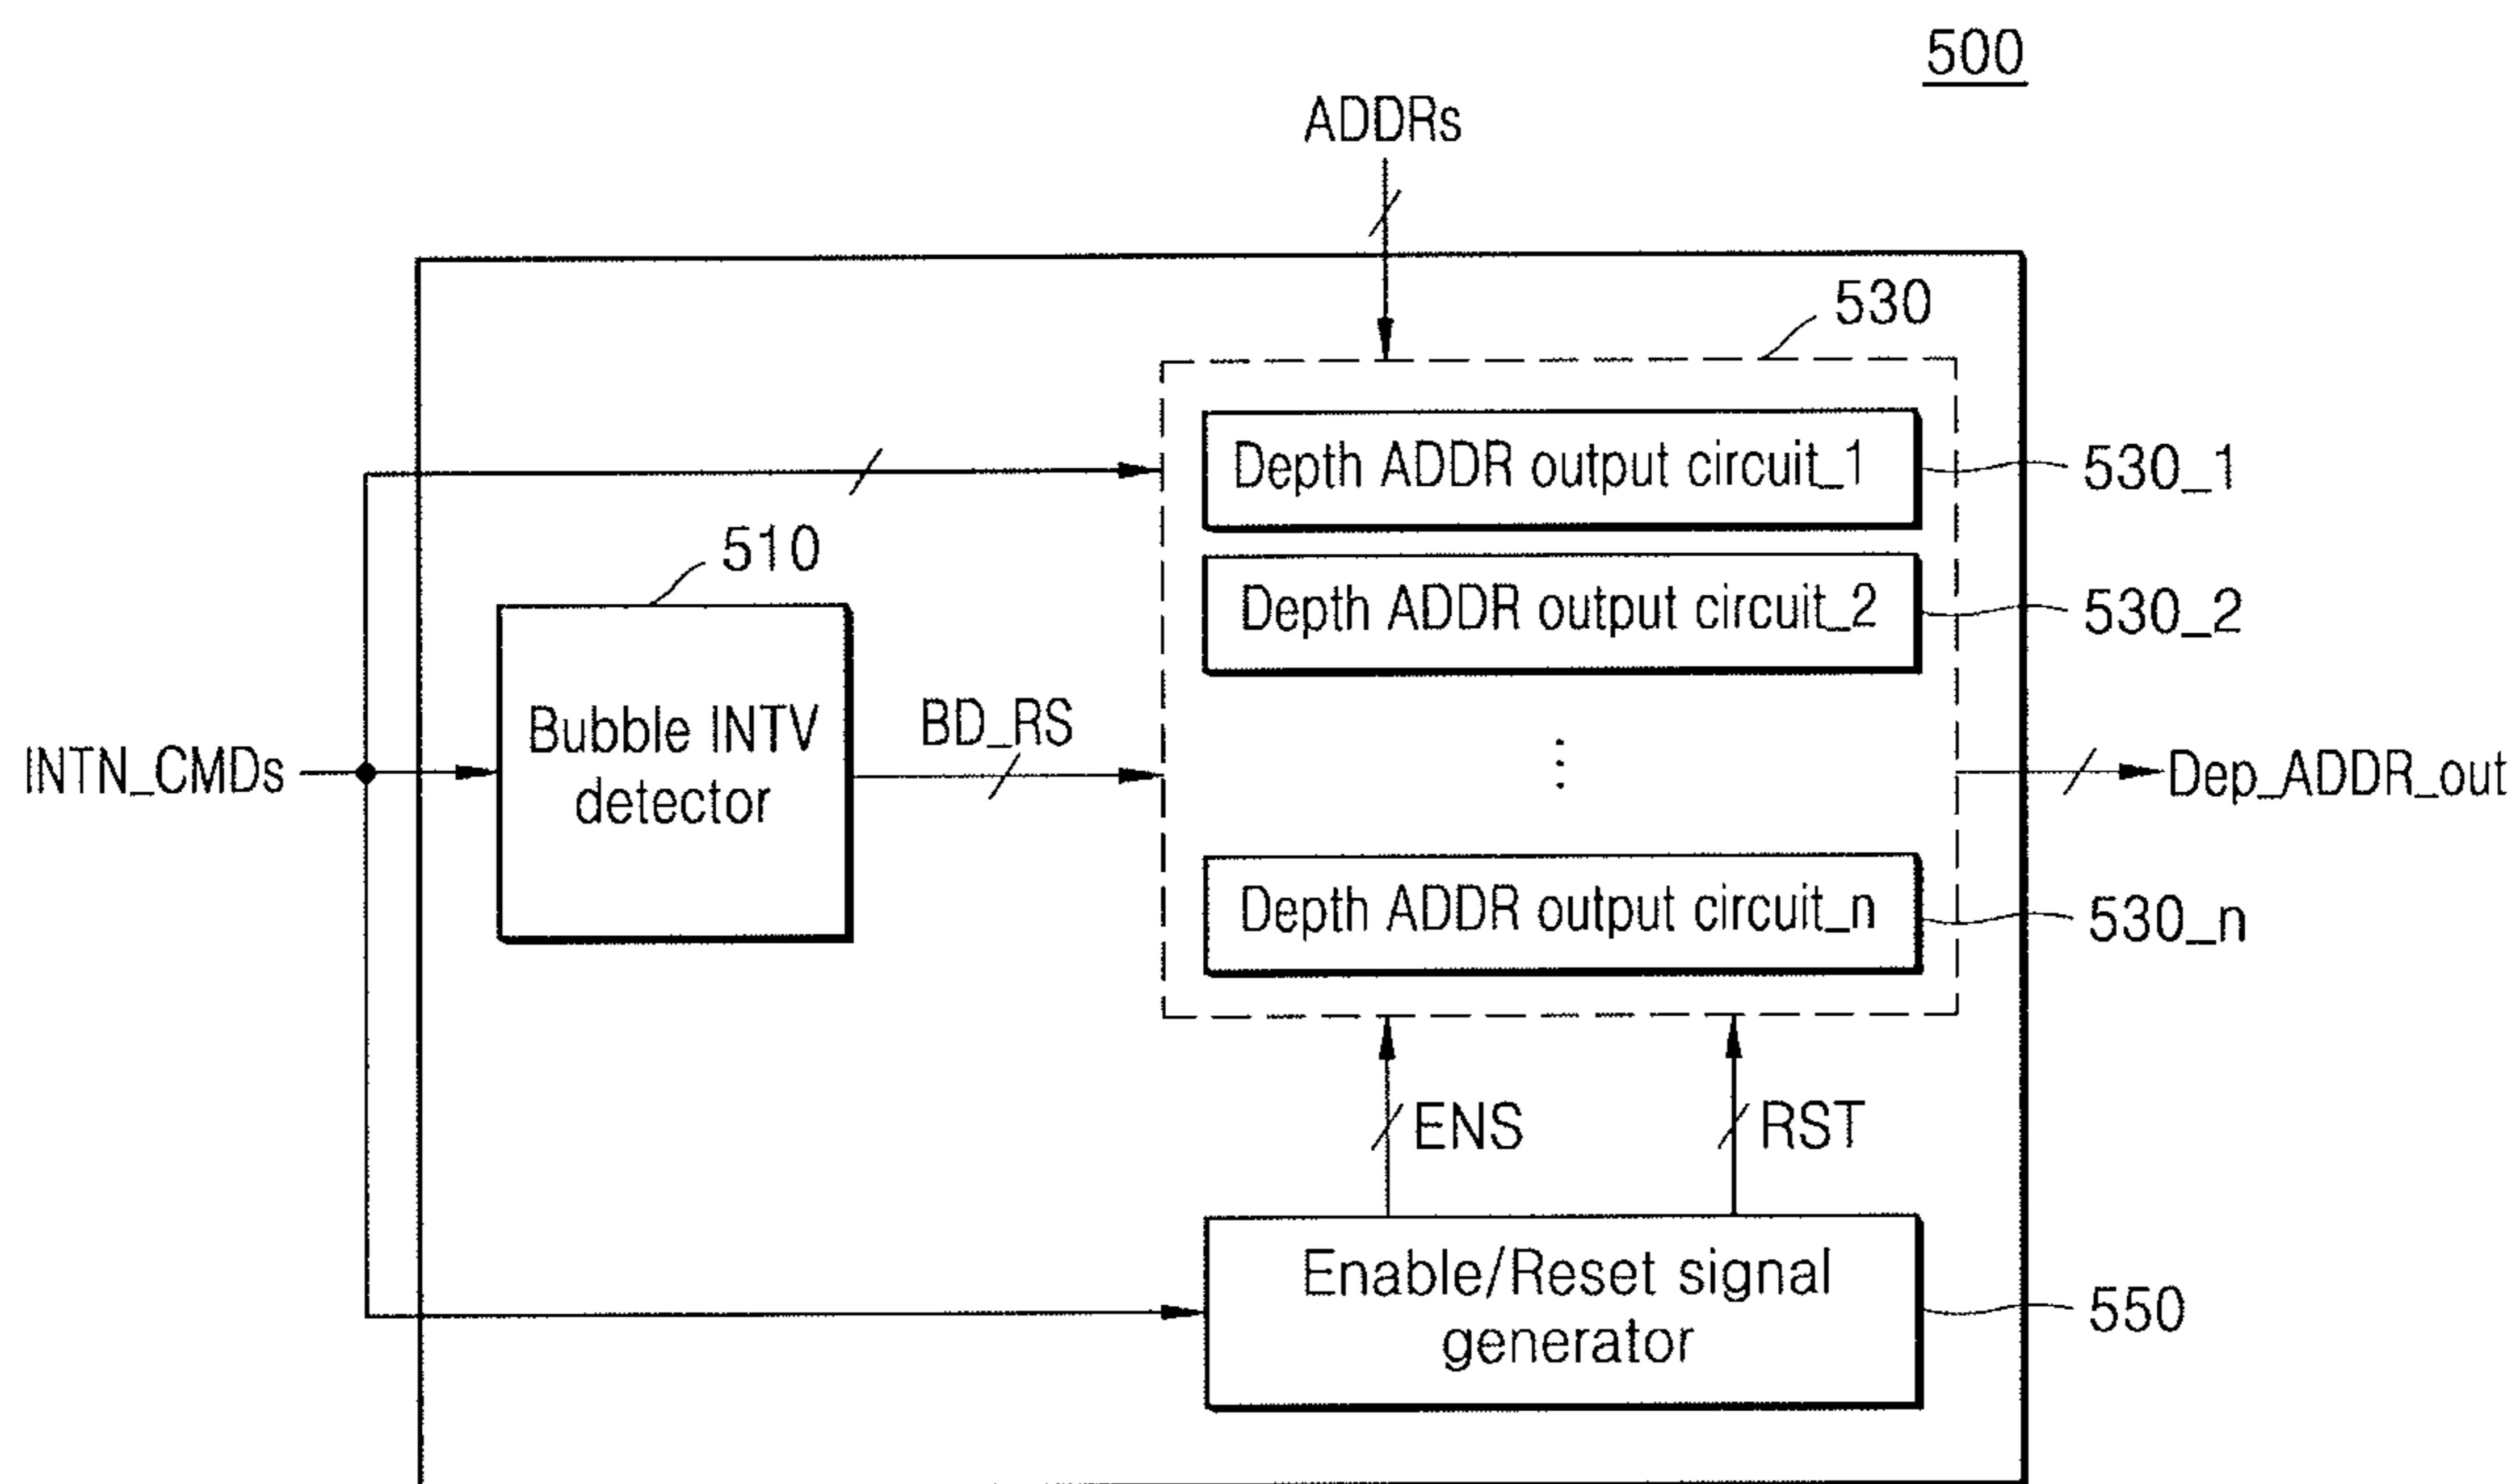 500
ADDRs
530
Depth ADDR output circuit_1
530_1
510
Depth ADDR output circuit_2
530_2
Bubble INTV
detector
BD_RS
INTN_CMDs
Dep_ADDR_out
Depth ADDR output circuit_n
530_n
ENS
RST
Enable/Reset signal
generator
550